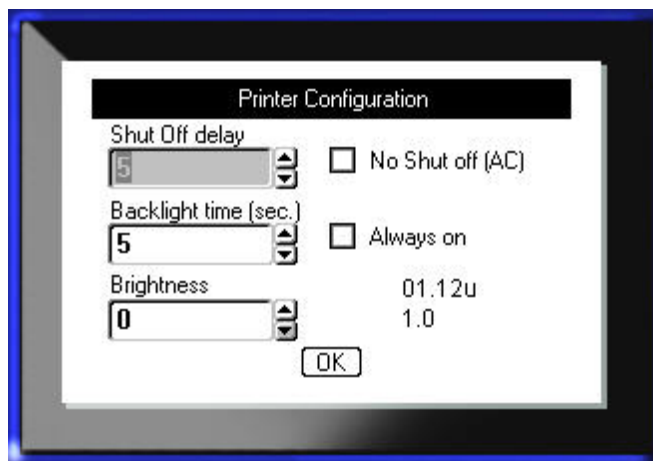 Printer Configuration
Shut Off delay
5
No Shut off (AC)
Backlight time (sec.)
5
Always on
Brightness
01.12u
0
1.0
OK